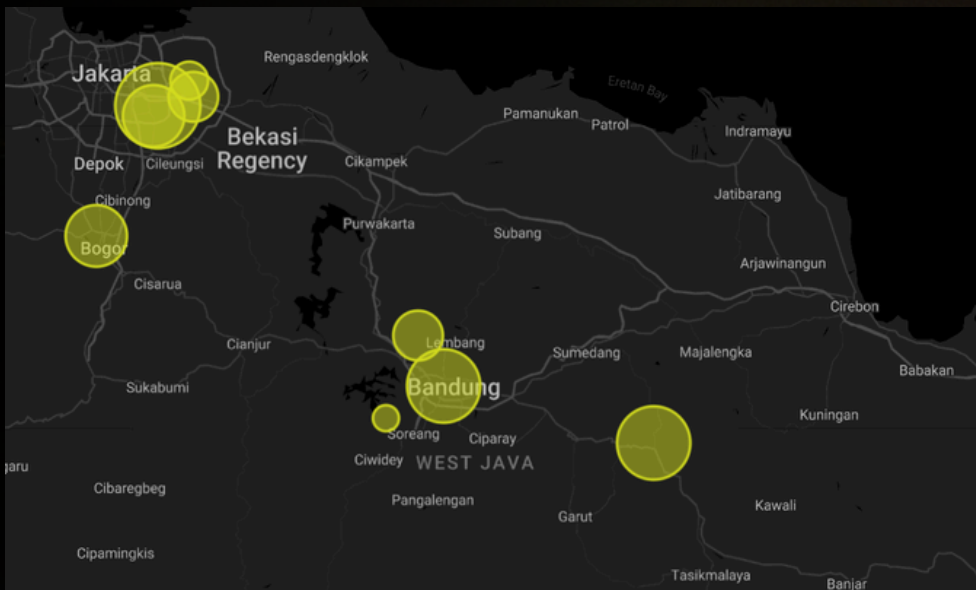 Rengasdengklok
Jakarta
Eretan Bay
Pamanukan
Patrol
Indramayu
Bekasi
Regency
Depok
Cileungsi
Cikampek
Jatibarang
Cibinong
Purwakarta
Subang
Bogor
Arjawinangun
Cisarua
Cirebon
Cianjur
Lembang
Sumedang
Majalengka
Babakan
Sukabumi
Bandung
Kuningan
Soreang
Ciparay
Ciwidey
WEST JAVA
garu
Cibaregbeg
Pangalengan
Kawali
Garut
Cipamingkis
Tasikmalaya
Banjar